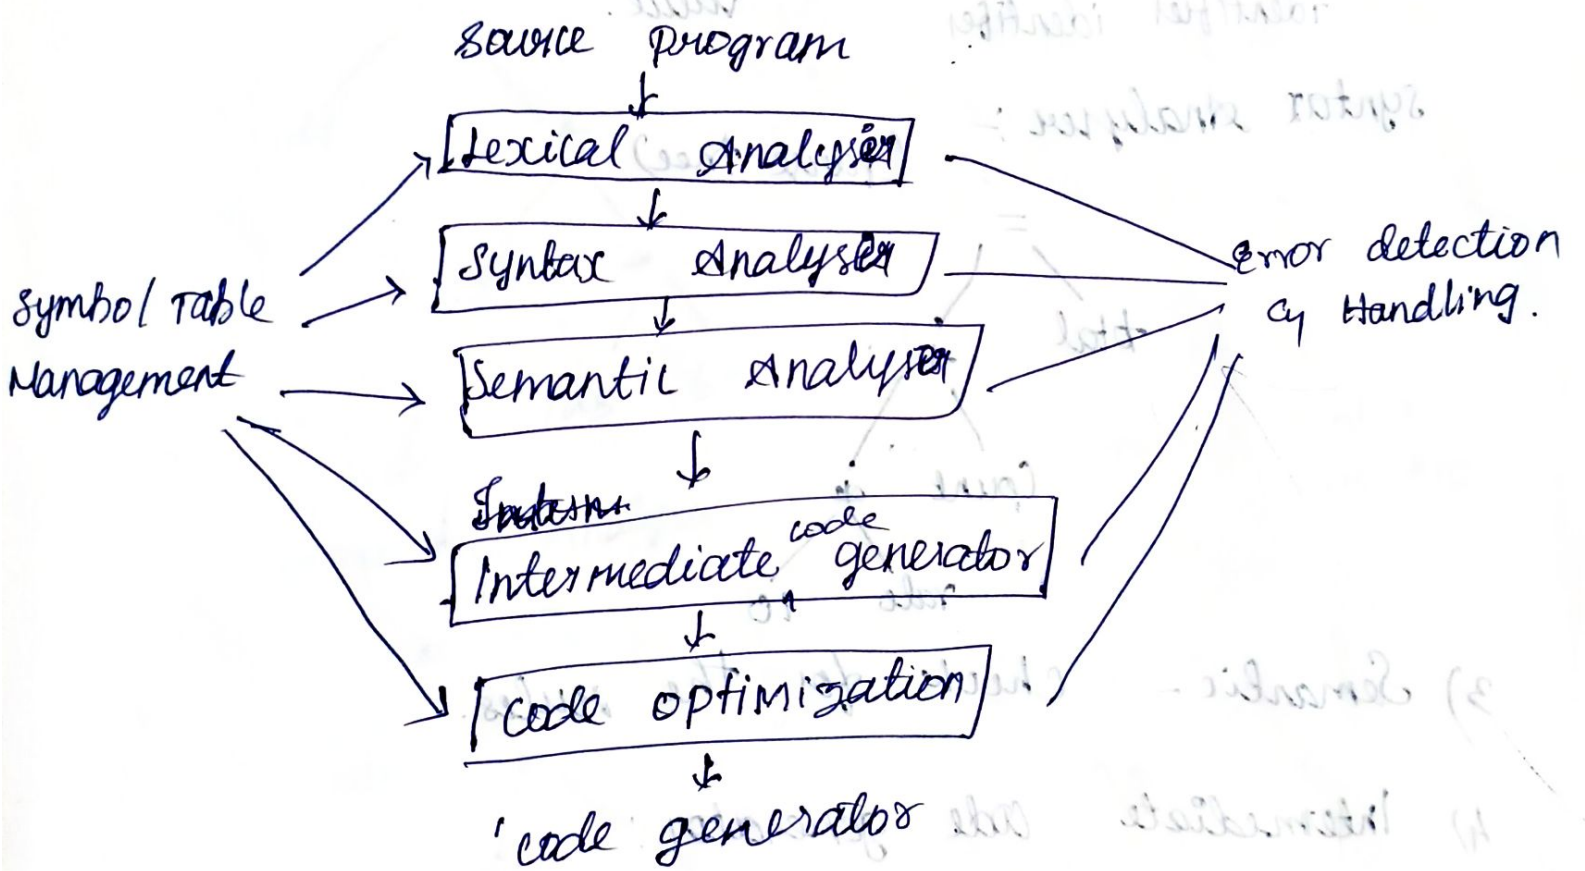 Source Program
Lexical Analyser
Syntax Analyser
Semantic Analyser
Symbol Table
Management
Error detection
Handling.
code
Intermediate generator
code optimization
code generator